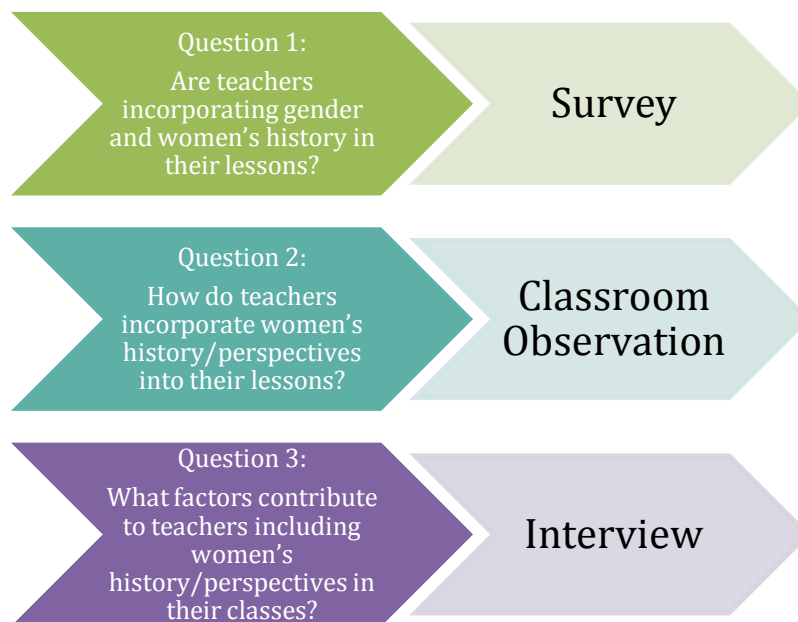 Question 1:
Are teachers
incorporating gender
and women’s history in
their lessons?
Survey
Question 2:
How do teachers
incorporate women’s
history/perspectives
into their lessons?
Classroom
Observation
Question 3:
What factors contribute
to teachers including
women’s
history/perspectives in
their classes?
Interview